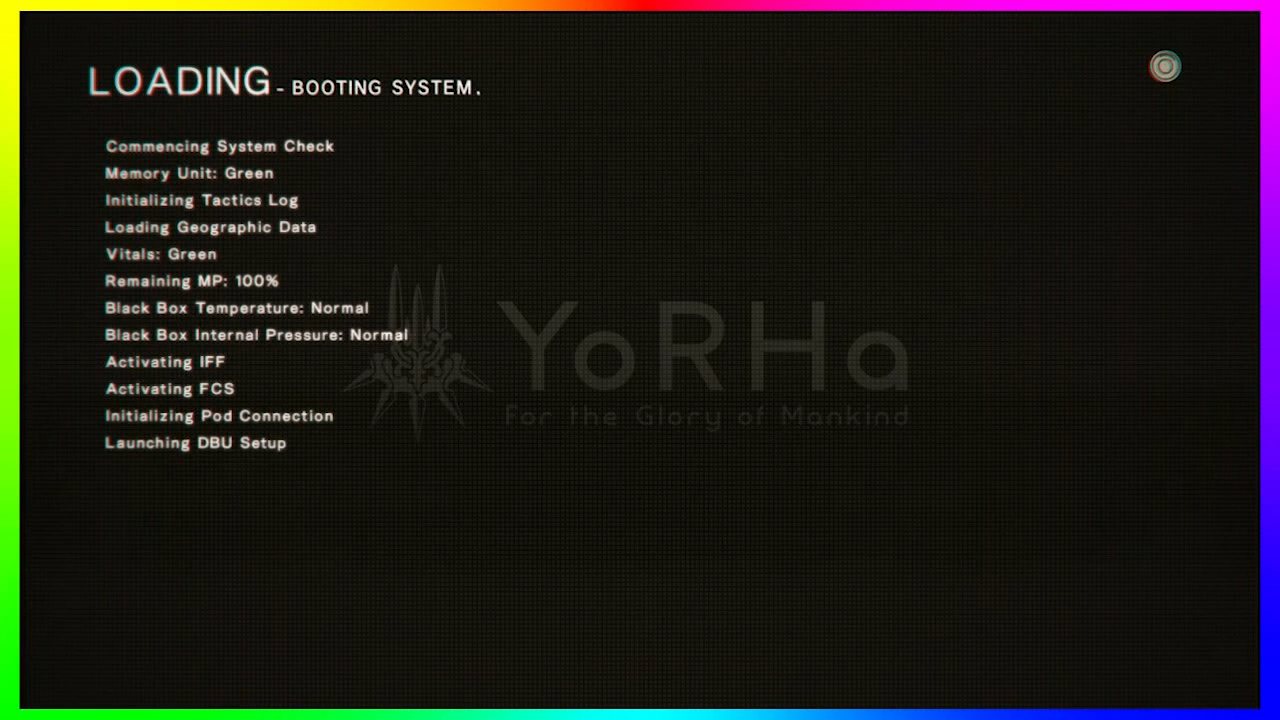 LOADING - BOOTING SYSTEM.
Commencing System Check
Memory Unit: Green
Initializing Tactics Log
Loading Geographic Data
Vitals: Green
Remaining MP: 100%
Black Box Temperature: Normal
Black Box Internal Pressure: Normal
Activating IFF
Activating FCS
Initializing Pod Connection
Launching DBU Setup
YoRHa
For the Glory of Mankind